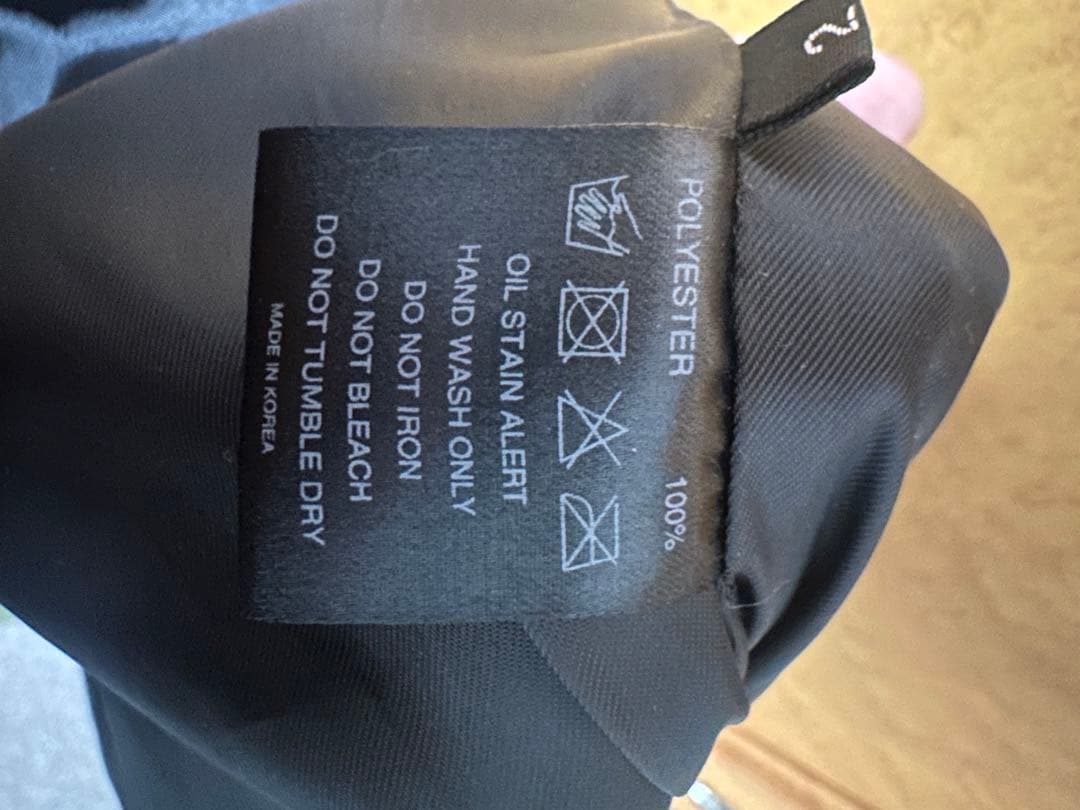 2
POLYESTER 100%
OIL STAIN ALERT
HAND WASH ONLY
DO NOT IRON
DO NOT BLEACH
DO NOT TUMBLE DRY
MADE IN KOREA